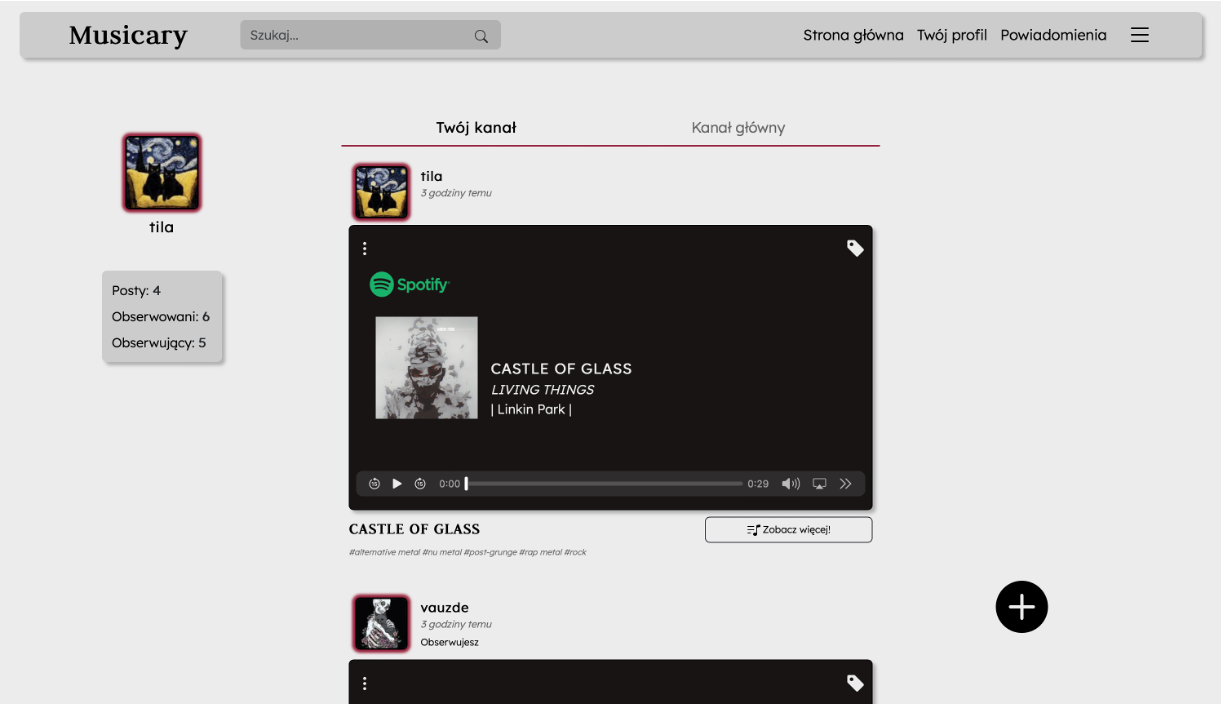 Musicary
Szukaj...
Strona główna
Twój profil
Powiadomienia
tila
Posty: 4
Obserwowani: 6
Obserwujący: 5
Twój kanał
Kanał główny
tila
3 godziny temu
Spotify
CASTLE OF GLASS
LIVING THINGS
| Linkin Park |
15
15
0:00
0:29
CASTLE OF GLASS
Zobacz więcej!
#alternative metal #nu metal #post-grunge #rap metal #rock
vauzde
3 godziny temu
Obserwujesz